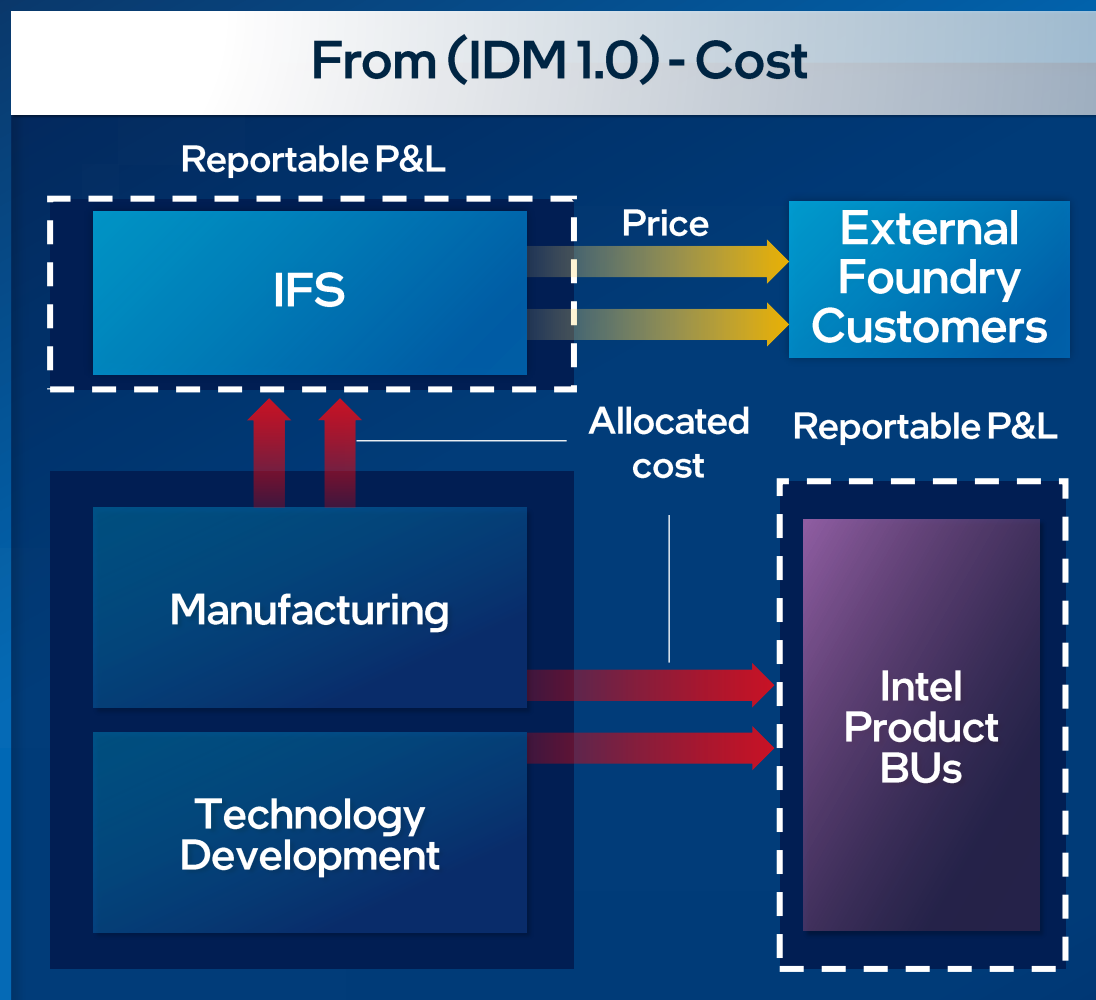 From (IDM 1.0) - Cost
Reportable P&L
IFS
Price
External
Foundry
Customers
Allocated
cost
Reportable P&L
Manufacturing
Technology
Development
Intel
Product
BUs